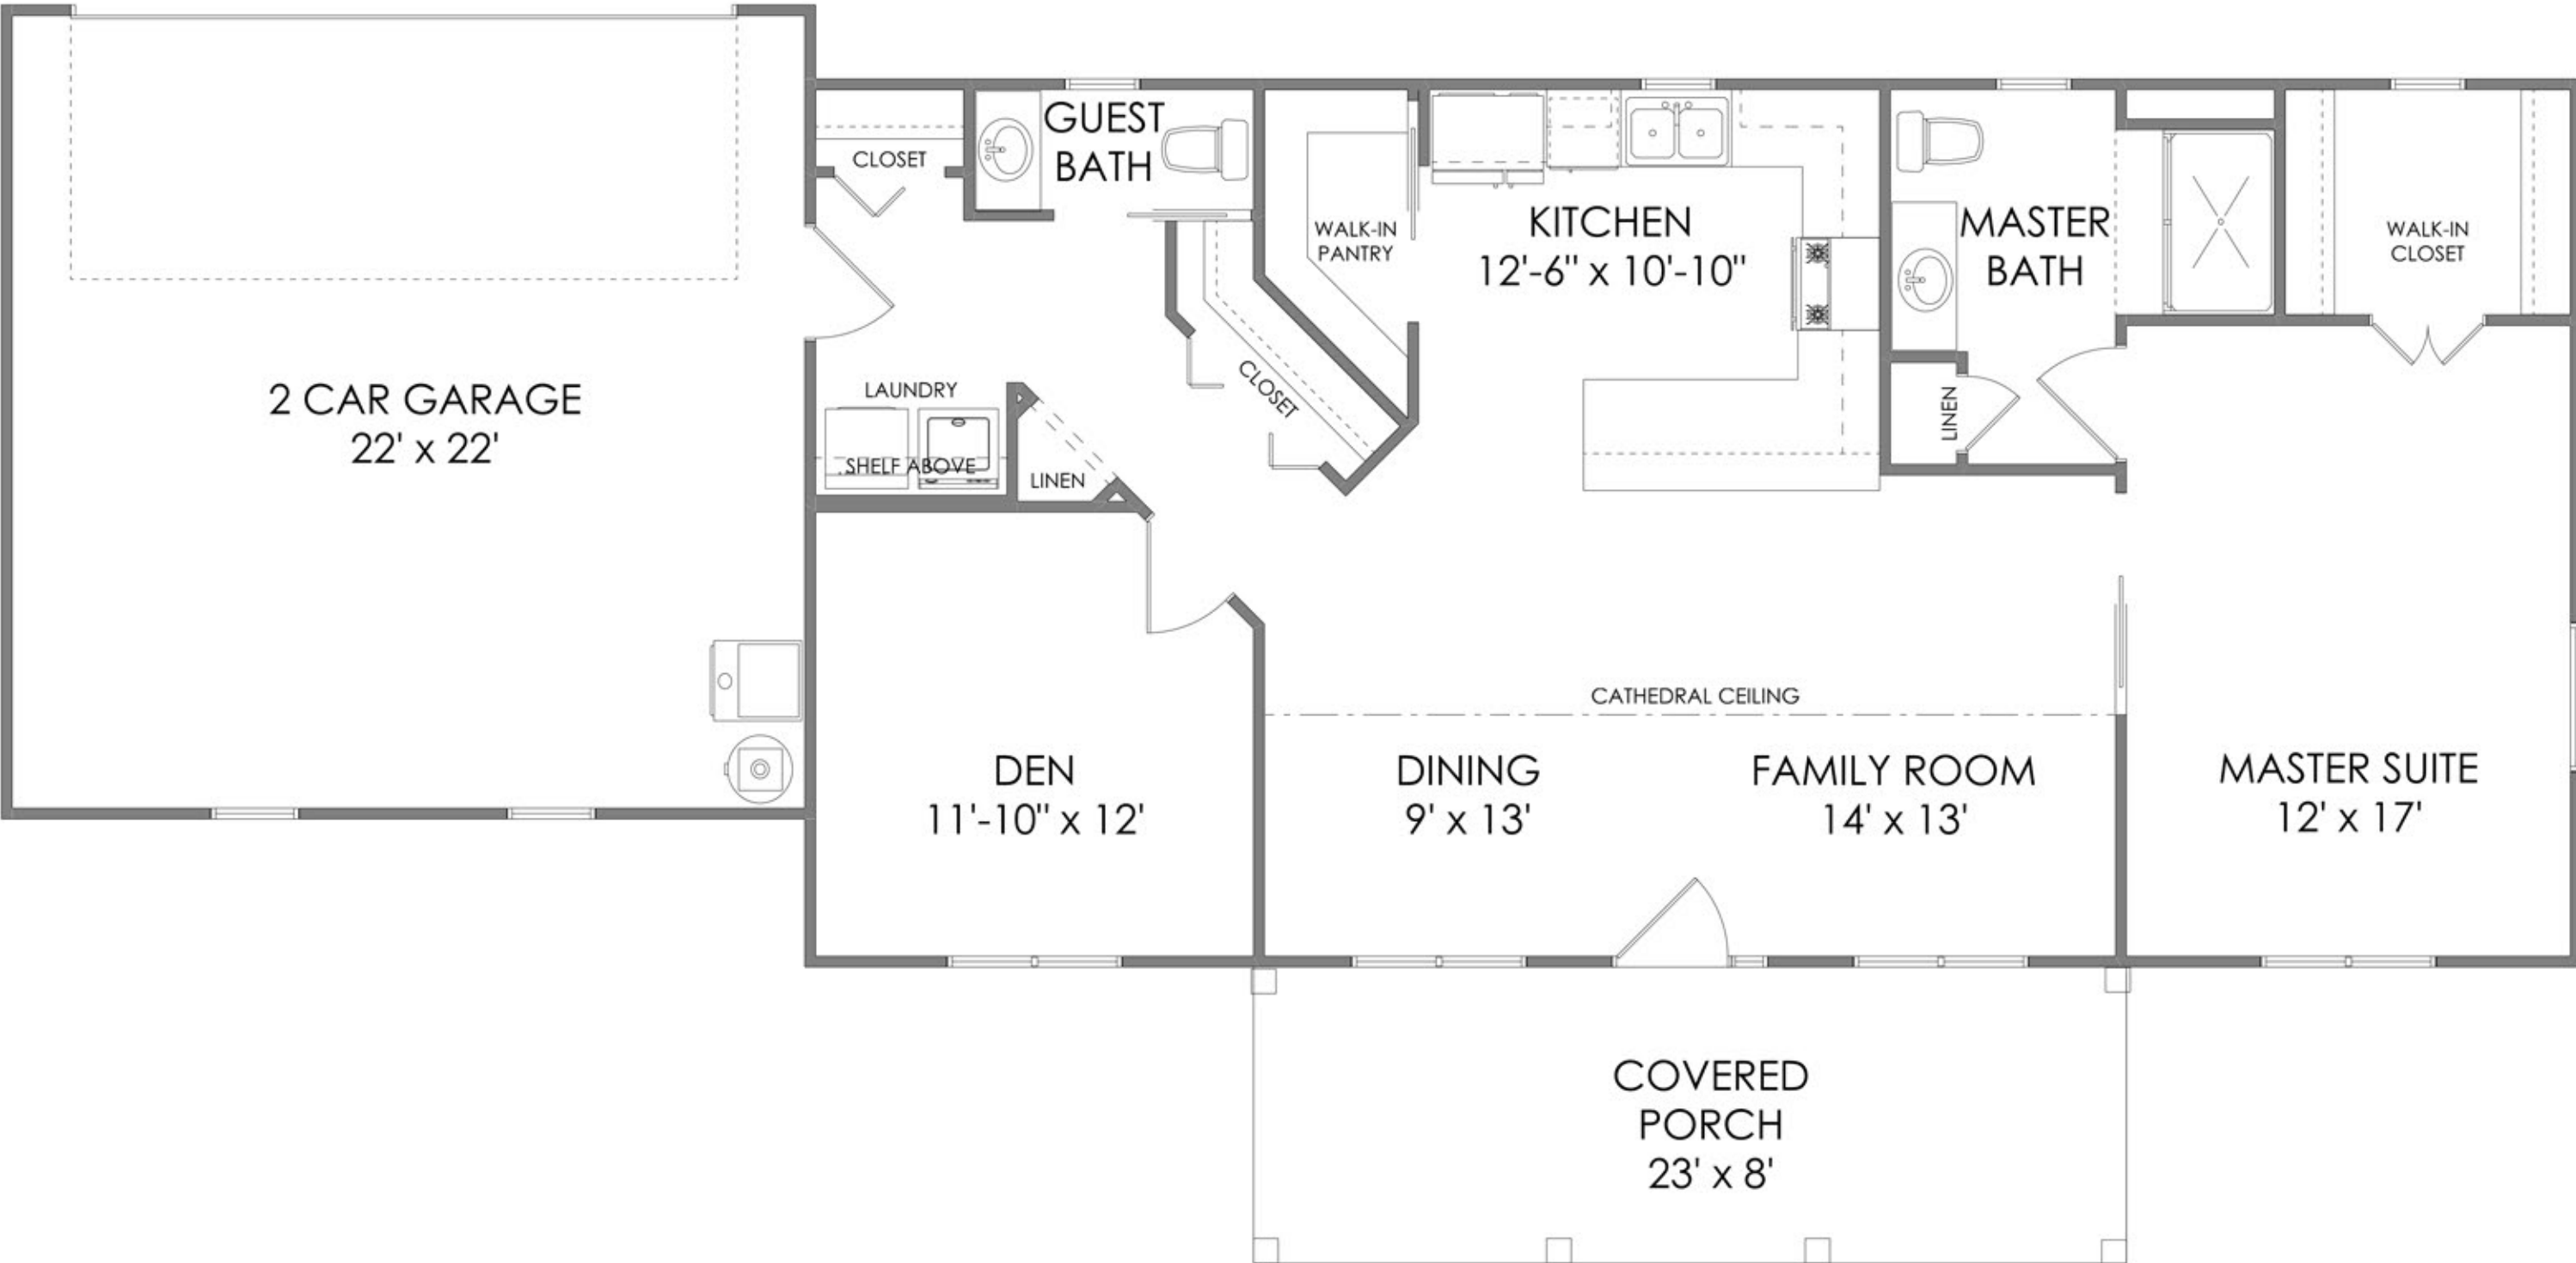 GUEST
BATH
CLOSET
WALK-IN
PANTRY
KITCHEN
12'-6" x 10'-10"
MASTER
BATH
WALK-IN
CLOSET
2 CAR GARAGE
22' x 22'
LAUNDRY
SHELF ABOVE
LINEN
CLOSET
LINEN
CATHEDRAL CEILING
DEN
11'-10" x 12'
DINING
9' x 13'
FAMILY ROOM
14' x 13'
MASTER SUITE
12' x 17'
COVERED
PORCH
23' x 8'